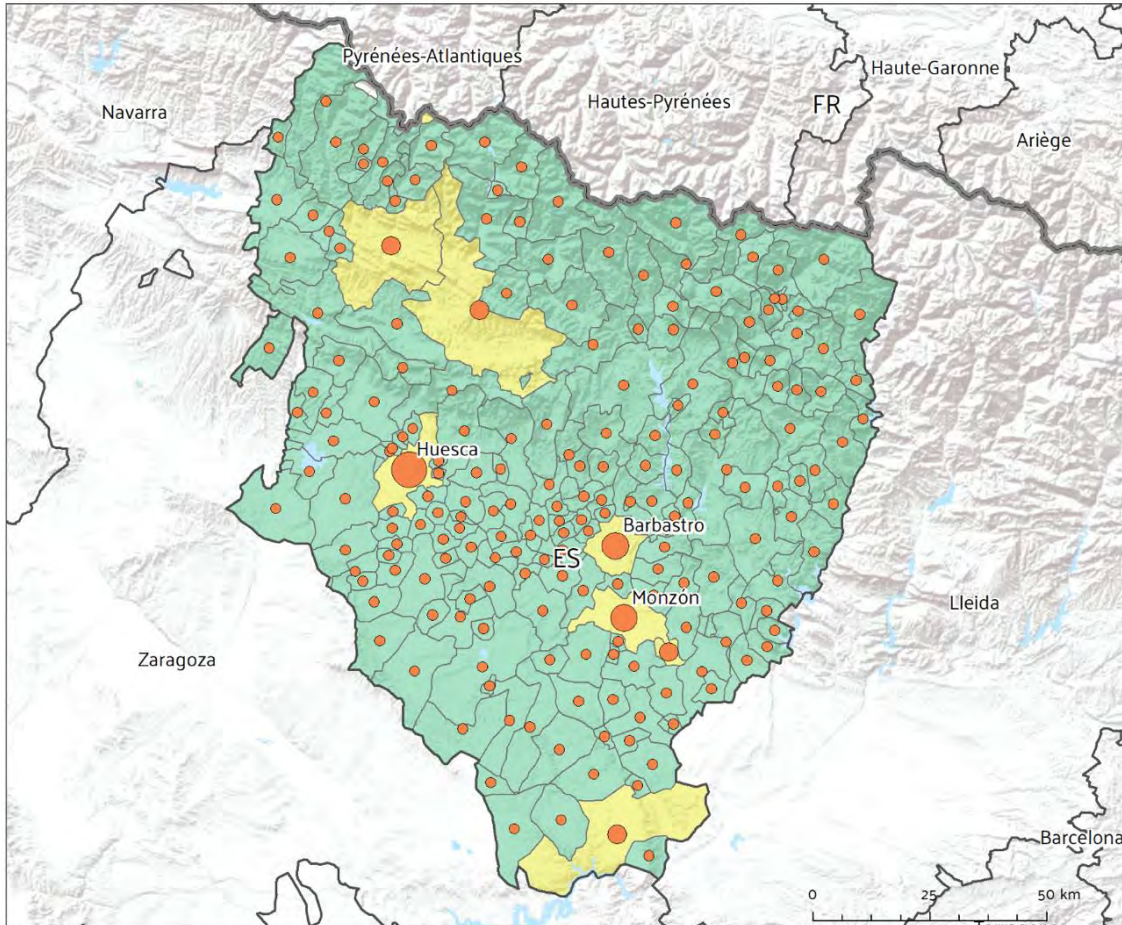 Pyrénées-Atlantiques
Haute-Garonne
Navarra
Hautes-Pyrénées
FR
Ariège
Huesca
Barbastro
ES
Monzón
Lleida
Zaragoza
Barcelona
0 25 50 km